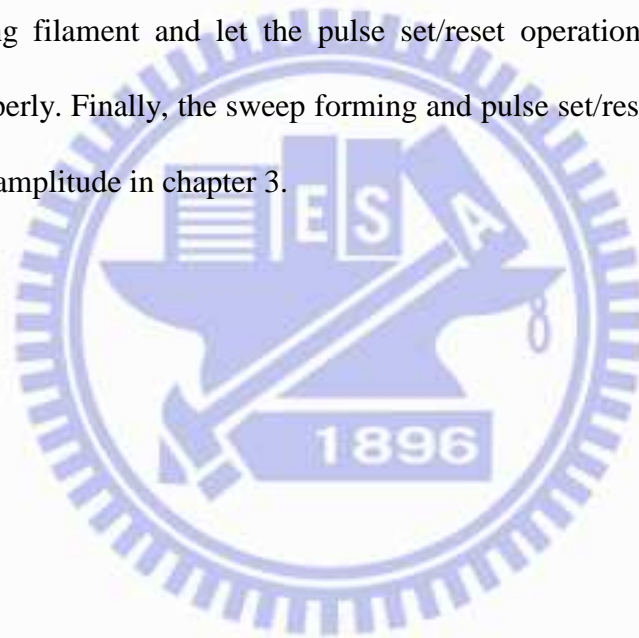 ng filament and let the pulse set/reset operation
perly. Finally, the sweep forming and pulse set/res
amplitude in chapter 3.
E S A
1896